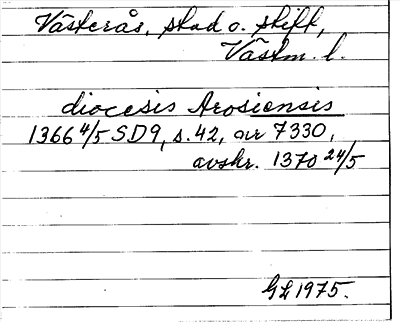 Västerås, stad o. stift,
Västm. l.
diocesis Arosiensis
1366 4/5 SD9, s. 42, nr 7330,
avskr. 1370 24/5
GL 1975.